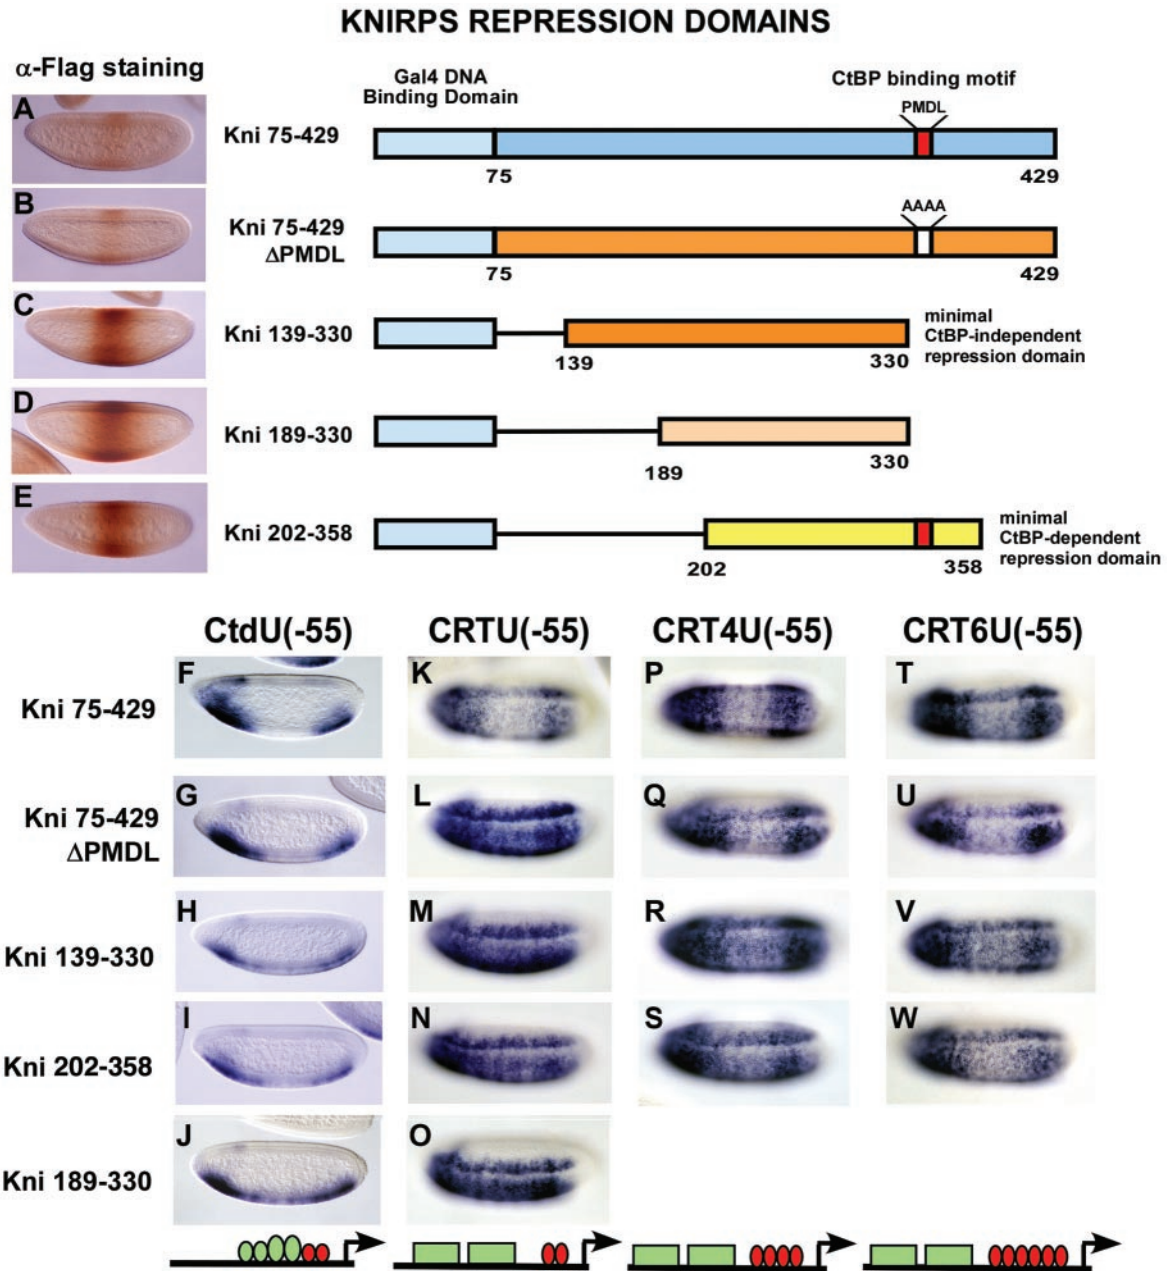 KNIRPS REPRESSION DOMAINS
α-Flag staining
Gal4 DNA
Binding Domain
CtBP binding motif
A
Kni 75-429
PMDL
75
429
B
Kni 75-429
ΔPMDL
AAAA
75
429
C
Kni 139-330
139
330
minimal
CtBP-independent
repression domain
D
Kni 189-330
189
330
E
Kni 202-358
202
358
minimal
CtBP-dependent
repression domain
CtdU(-55)
CRTU(-55)
CRT4U(-55)
CRT6U(-55)
Kni 75-429
F
K
P
T
Kni 75-429
ΔPMDL
G
L
Q
U
Kni 139-330
H
M
R
V
Kni 202-358
I
N
S
W
Kni 189-330
J
O